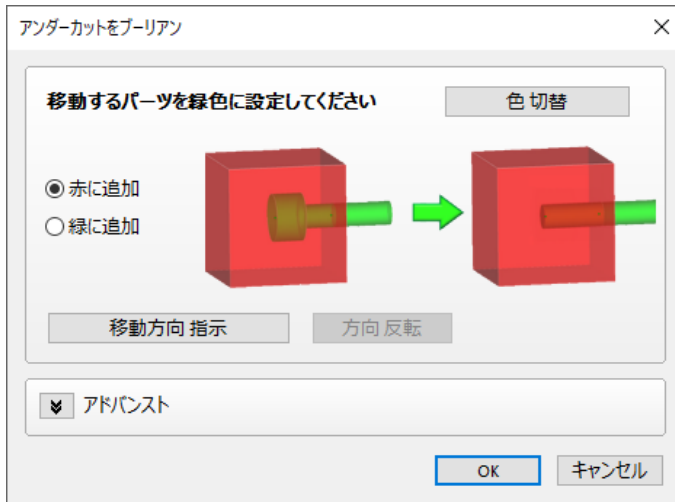 アンダーカットをブーリアン
移動するパーツを緑色に設定してください
色 切替
赤に追加
緑に追加
移動方向 指示
方向 反転
アドバンスト
OK
キャンセル